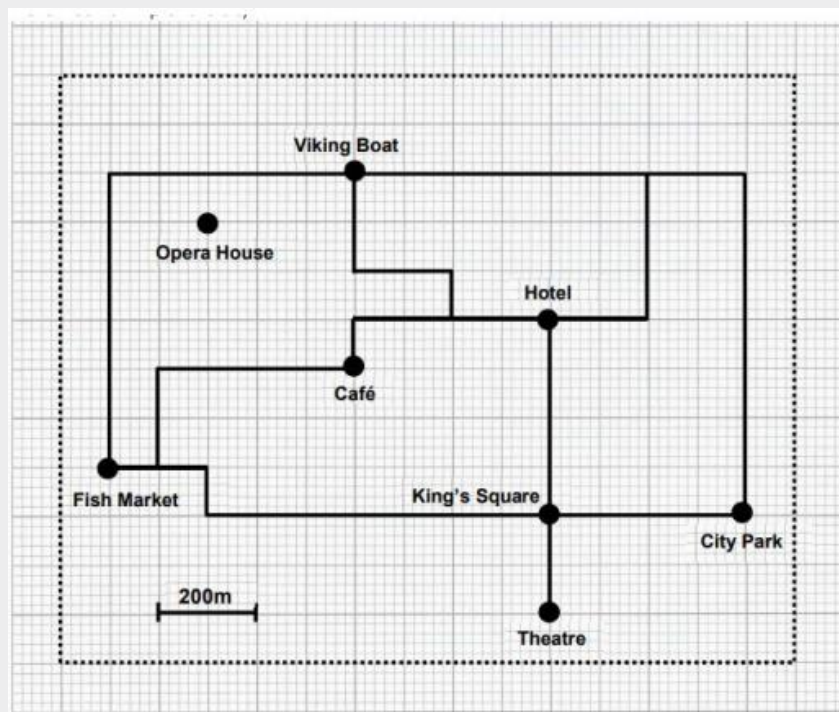 Viking Boat
Opera House
Hotel
Café
Fish Market
King's Square
City Park
200m
Theatre